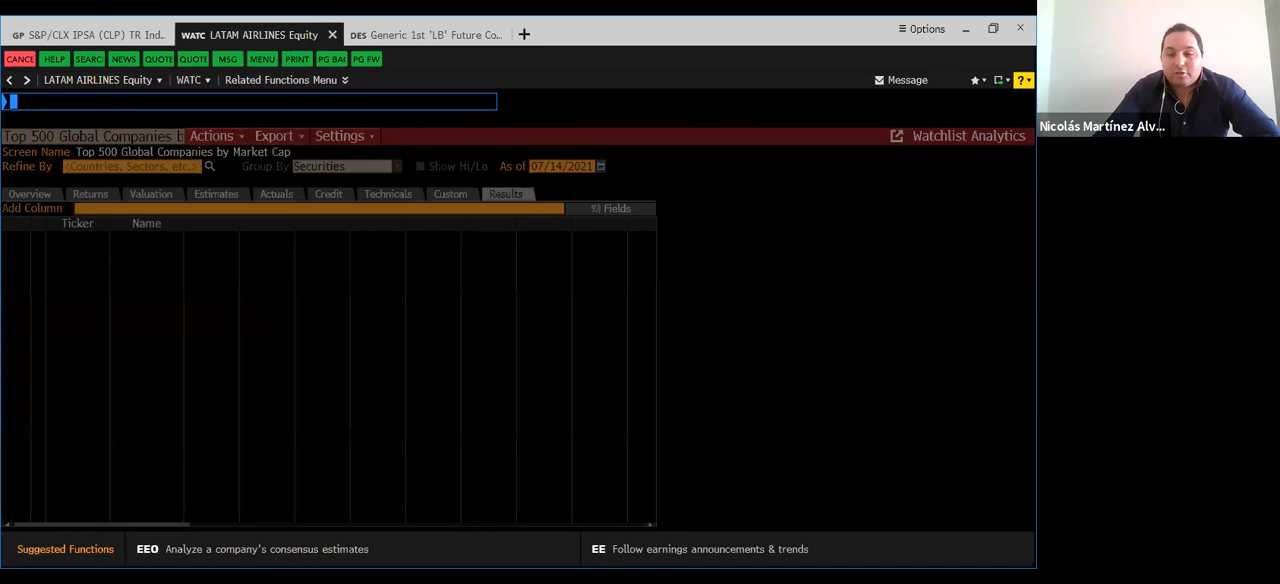 GP S&P/CLX IPSA (CLP) TR Ind... WATC LATAM AIRLINES Equity DES Generic 1st 'LB' Future Co...
Options
CANCE HELP SEARC NEWS QUOTE QUOTE MSG MENU PRINT PG BAC PG FW
LATAM AIRLINES Equity WATC Related Functions Menu Message ?
Top 500 Global Companies b Actions Export Settings Watchlist Analytics
Screen Name Top 500 Global Companies by Market Cap
Refine By <Countries, Sectors, etc.> Group By Securities Show Hi/Lo As of 07/14/2021
Overview Returns Valuation Estimates Actuals Credit Technicals Custom Results
Add Column 9) Fields
Ticker Name
Suggested Functions EEO Analyze a company's consensus estimates EE Follow earnings announcements & trends
Nicolás Martínez Alv...